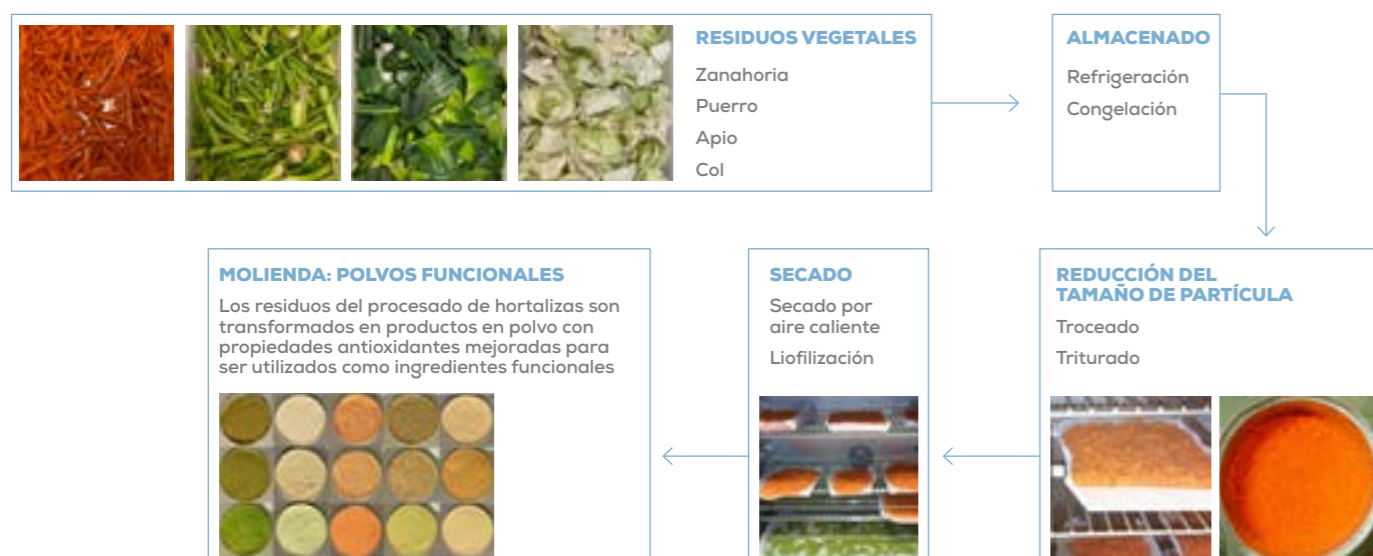 RESIDUOS VEGETALES
Zanahoria
Puerro
Apio
Col
ALMACENADO
Refrigeración
Congelación
REDUCCIÓN DEL
TAMAÑO DE PARTÍCULA
Troceado
Triturado
SECADO
Secado por
aire caliente
Liofilización
MOLIENDA: POLVOS FUNCIONALES
Los residuos del procesado de hortalizas son
transformados en productos en polvo con
propiedades antioxidantes mejoradas para
ser utilizados como ingredientes funcionales